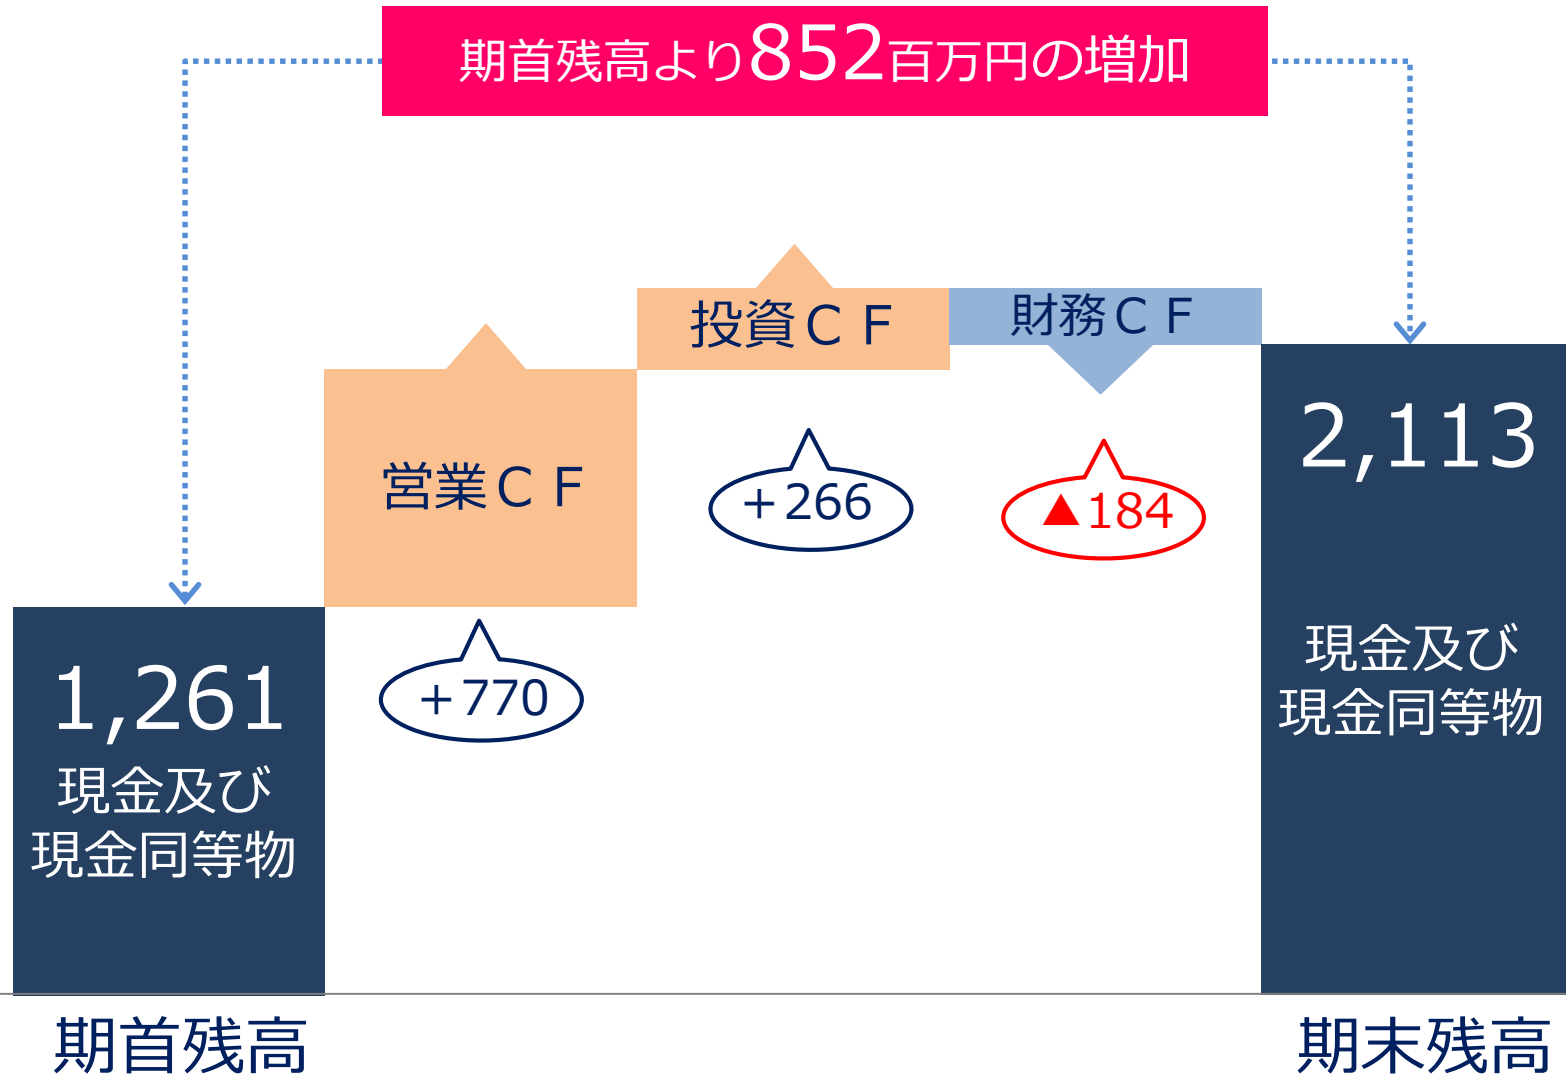 期首残高より852百万円の増加
投資ＣＦ
財務ＣＦ
営業ＣＦ
2,113
＋266
▲184
1,261
＋770
現金及び
現金同等物
現金及び
現金同等物
期首残高
期末残高